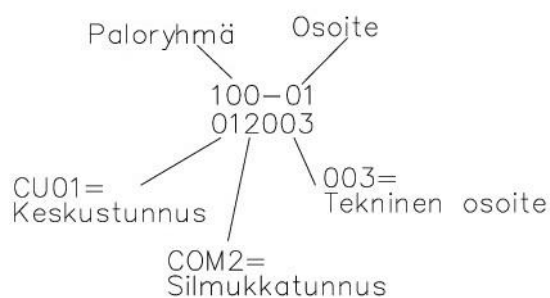 Paloryhmä
Osoite
100-01
012003
CU01=
Keskustunnus
003=
Tekninen osoite
COM2=
Silmukkatunnus